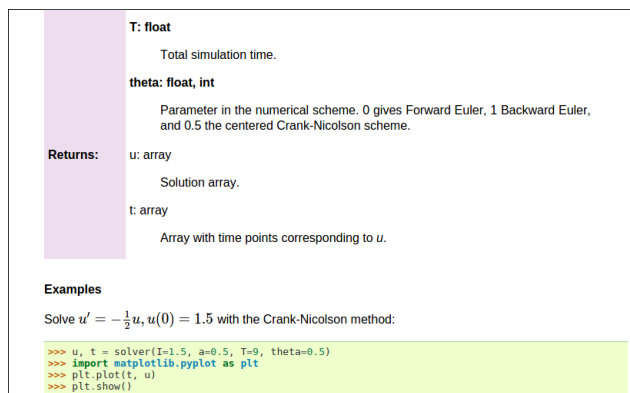 T: float
Total simulation time.
theta: float, int
Parameter in the numerical scheme. 0 gives Forward Euler, 1 Backward Euler,
and 0.5 the centered Crank-Nicolson scheme.
Returns: u: array
Solution array.
t: array
Array with time points corresponding to u.
Examples
Solve u′ = −½u, u(0) = 1.5 with the Crank-Nicolson method:
>>> u, t = solver(I=1.5, a=0.5, T=9, theta=0.5)
>>> import matplotlib.pyplot as plt
>>> plt.plot(t, u)
>>> plt.show()